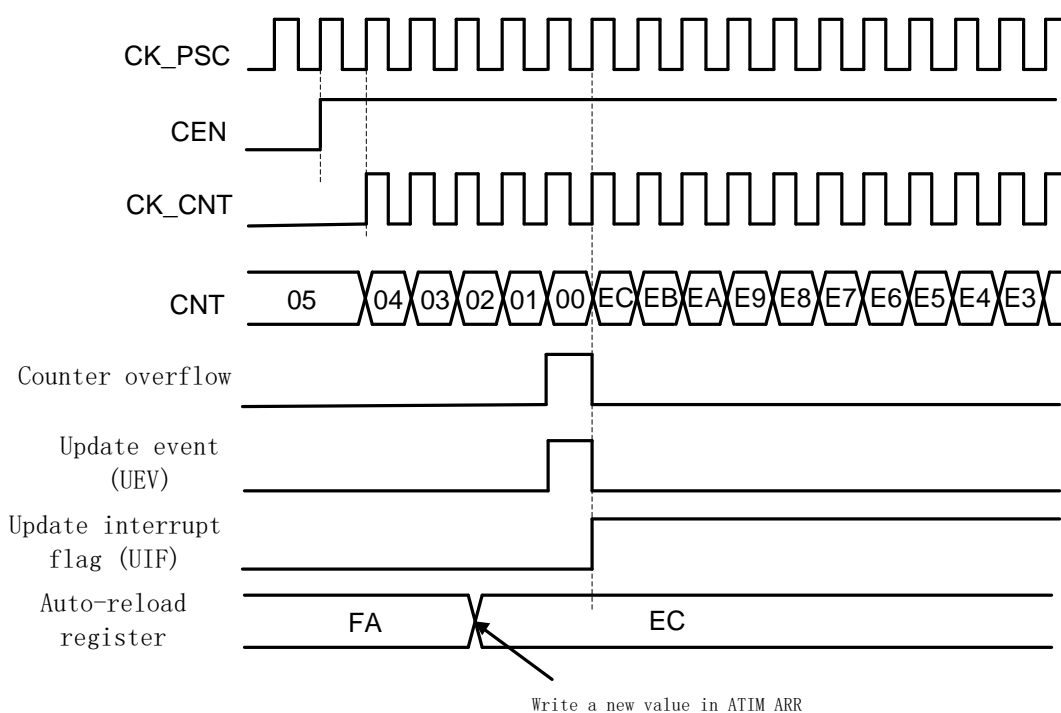 CK_PSC
CEN
CK_CNT
CNT 05 04 03 02 01 00 EC EB EA E9 E8 E7 E6 E5 E4 E3
Counter overflow
Update event
(UEV)
Update interrupt
flag (UIF)
Auto-reload
register
FA EC
Write a new value in ATIM ARR